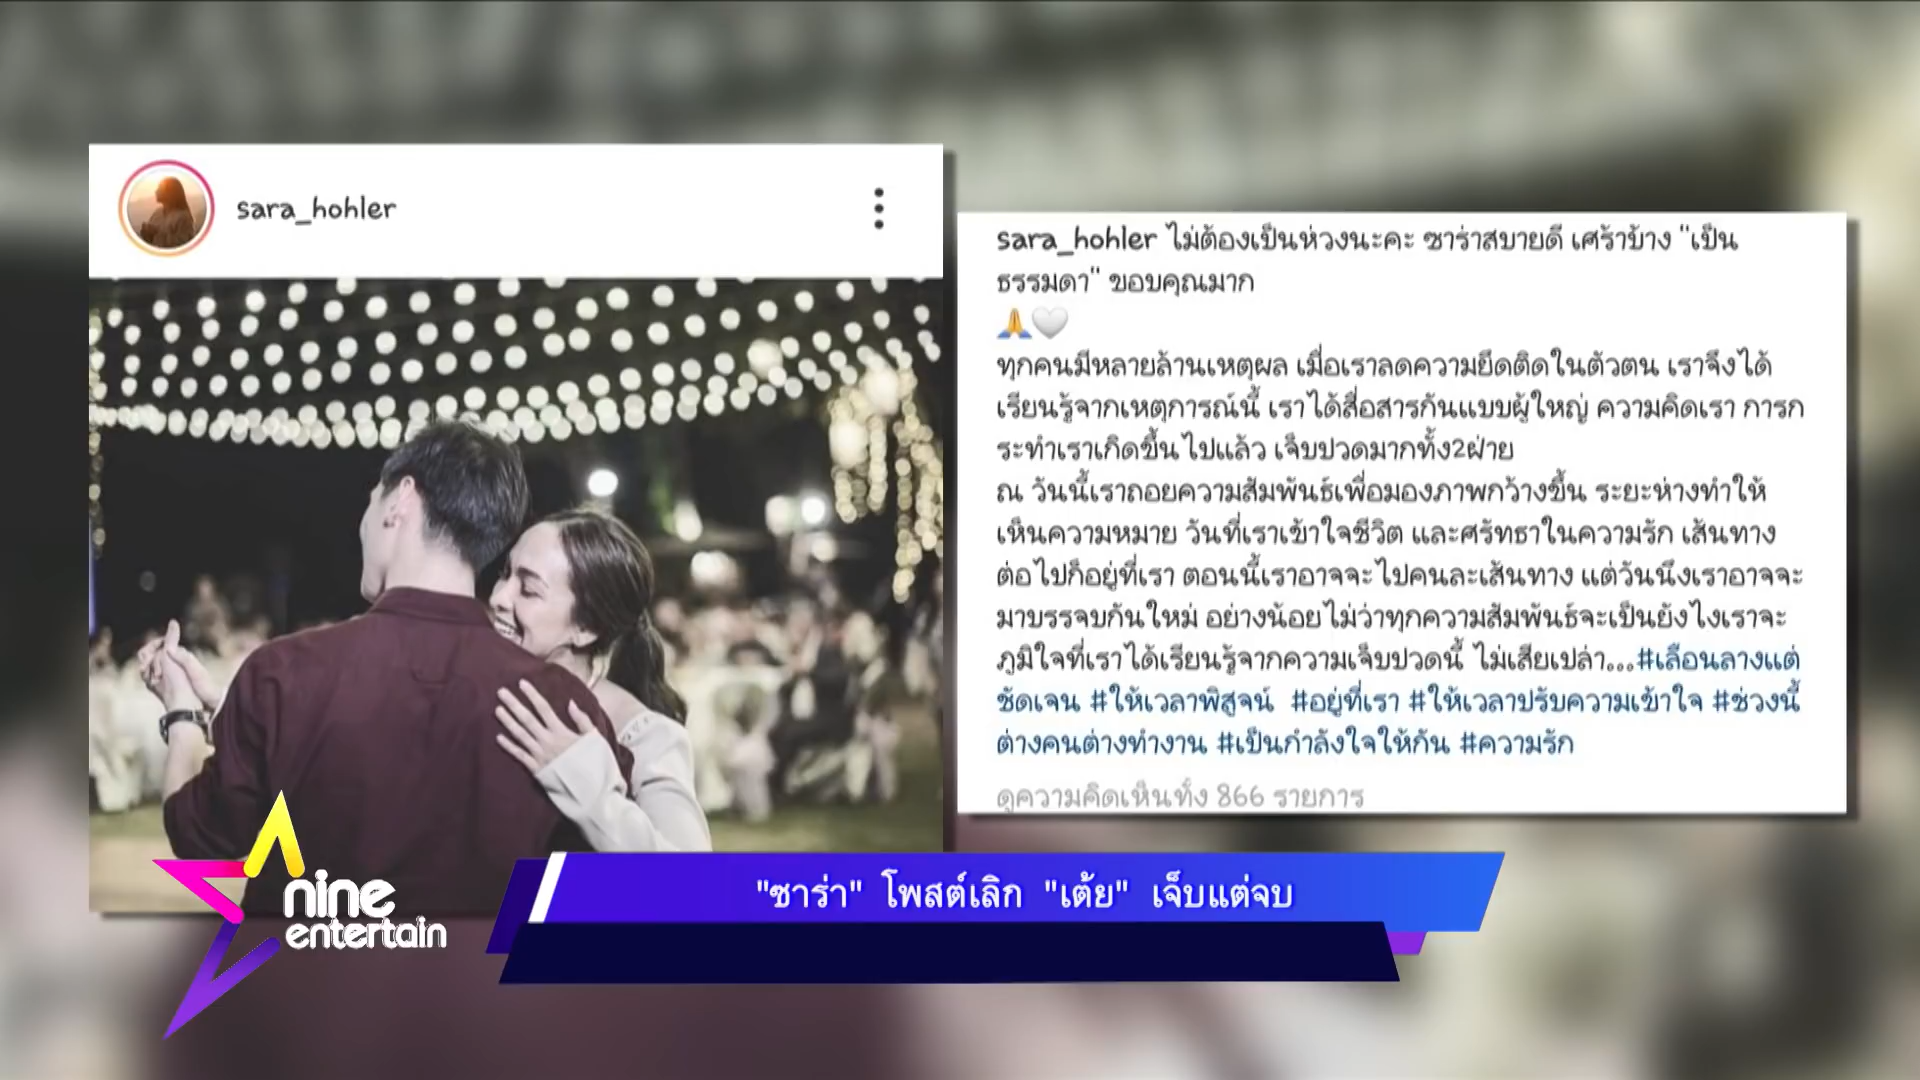 sara_hohler
sara_hohler ไม่ต้องเป็นห่วงนะคะ ซาร่าสบายดี เศร้าบ้าง "เป็น
ธรรมดา" ขอบคุณมาก
🙏🤍
ทุกคนมีหลายล้านเหตุผล เมื่อเราลดความยึดติดในตัวตน เราจึงได้
เรียนรู้จากเหตุการณ์นี้ เราได้สื่อสารกันแบบผู้ใหญ่ ความคิดเรา การก
ระทำเราเกิดขึ้นไปแล้ว เจ็บปวดมากทั้ง2ฝ่าย
ณ วันนี้เราถอยความสัมพันธ์เพื่อมองภาพกว้างขึ้น ระยะห่างทำให้
เห็นความหมาย วันที่เราเข้าใจชีวิต และศรัทธาในความรัก เส้นทาง
ต่อไปก็อยู่ที่เรา ตอนนี้เราอาจจะไปคนละเส้นทาง แต่วันนึงเราอาจจะ
มาบรรจบกันใหม่ อย่างน้อยไม่ว่าทุกความสัมพันธ์จะเป็นยังไงเราจะ
ภูมิใจที่เราได้เรียนรู้จากความเจ็บปวดนี้ ไม่เสียเปล่า...#เลือนลางแต่
ชัดเจน #ให้เวลาพิสูจน์ #อยู่ที่เรา #ให้เวลาปรับความเข้าใจ #ช่วงนี้
ต่างคนต่างทำงาน #เป็นกำลังใจให้กัน #ความรัก
ดูความคิดเห็นทั้ง 866 รายการ
"ซาร่า" โพสต์เลิก "เต้ย" เจ็บแต่จบ
nine
entertain